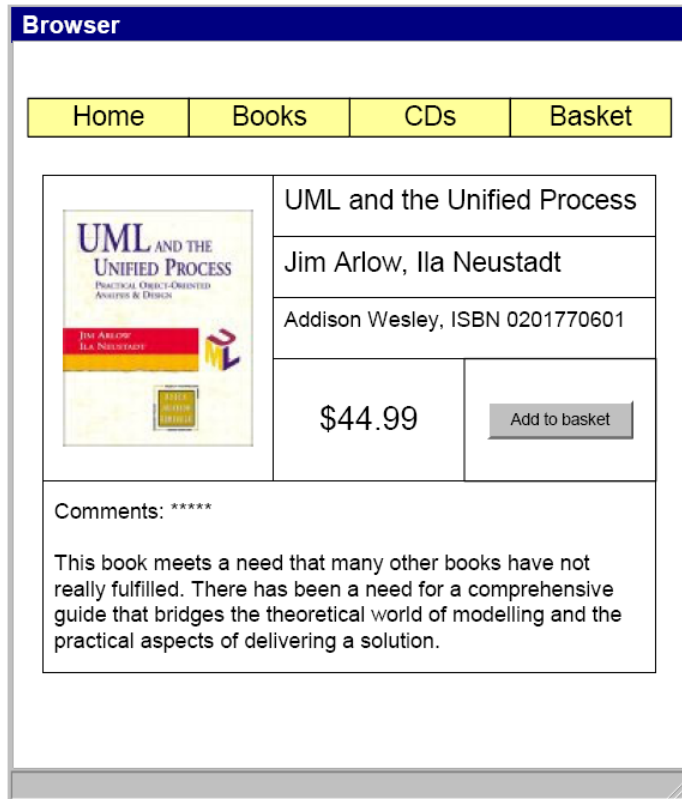 Browser
Home Books CDs Basket
UML AND THE
UNIFIED PROCESS
PRACTICAL OBJECT-ORIENTED
ANALYSIS & DESIGN
JIM ARLOW
ILA NEUSTADT
UML
UML and the Unified Process
Jim Arlow, Ila Neustadt
Addison Wesley, ISBN 0201770601
$44.99
Add to basket
Comments: *****
This book meets a need that many other books have not
really fulfilled. There has been a need for a comprehensive
guide that bridges the theoretical world of modelling and the
practical aspects of delivering a solution.